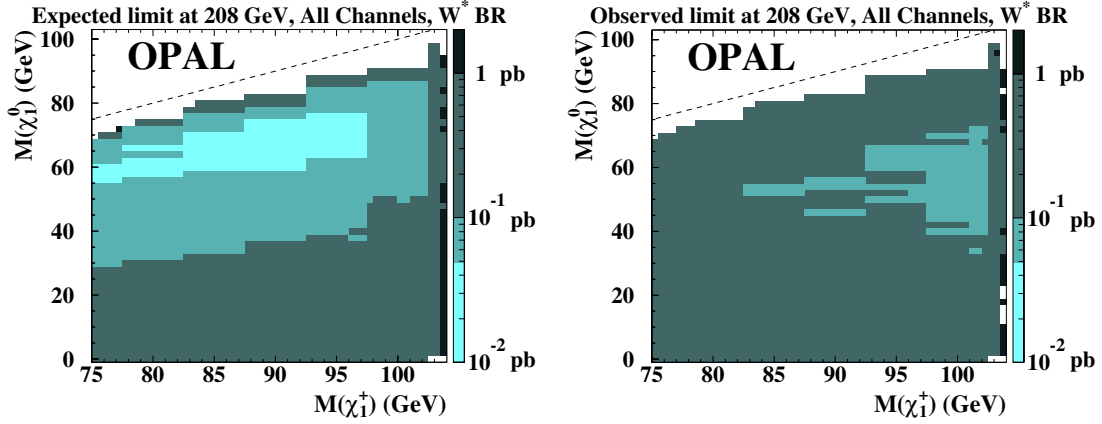 Expected limit at 208 GeV, All Channels, W* BR
OPAL
M(χ₁⁰) (GeV)
100
80
60
40
20
0
75 80 85 90 95 100
M(χ₁⁺) (GeV)
1 pb
10⁻¹ pb
10⁻² pb
Observed limit at 208 GeV, All Channels, W* BR
OPAL
M(χ₁⁰) (GeV)
100
80
60
40
20
0
75 80 85 90 95 100
M(χ₁⁺) (GeV)
1 pb
10⁻¹ pb
10⁻² pb